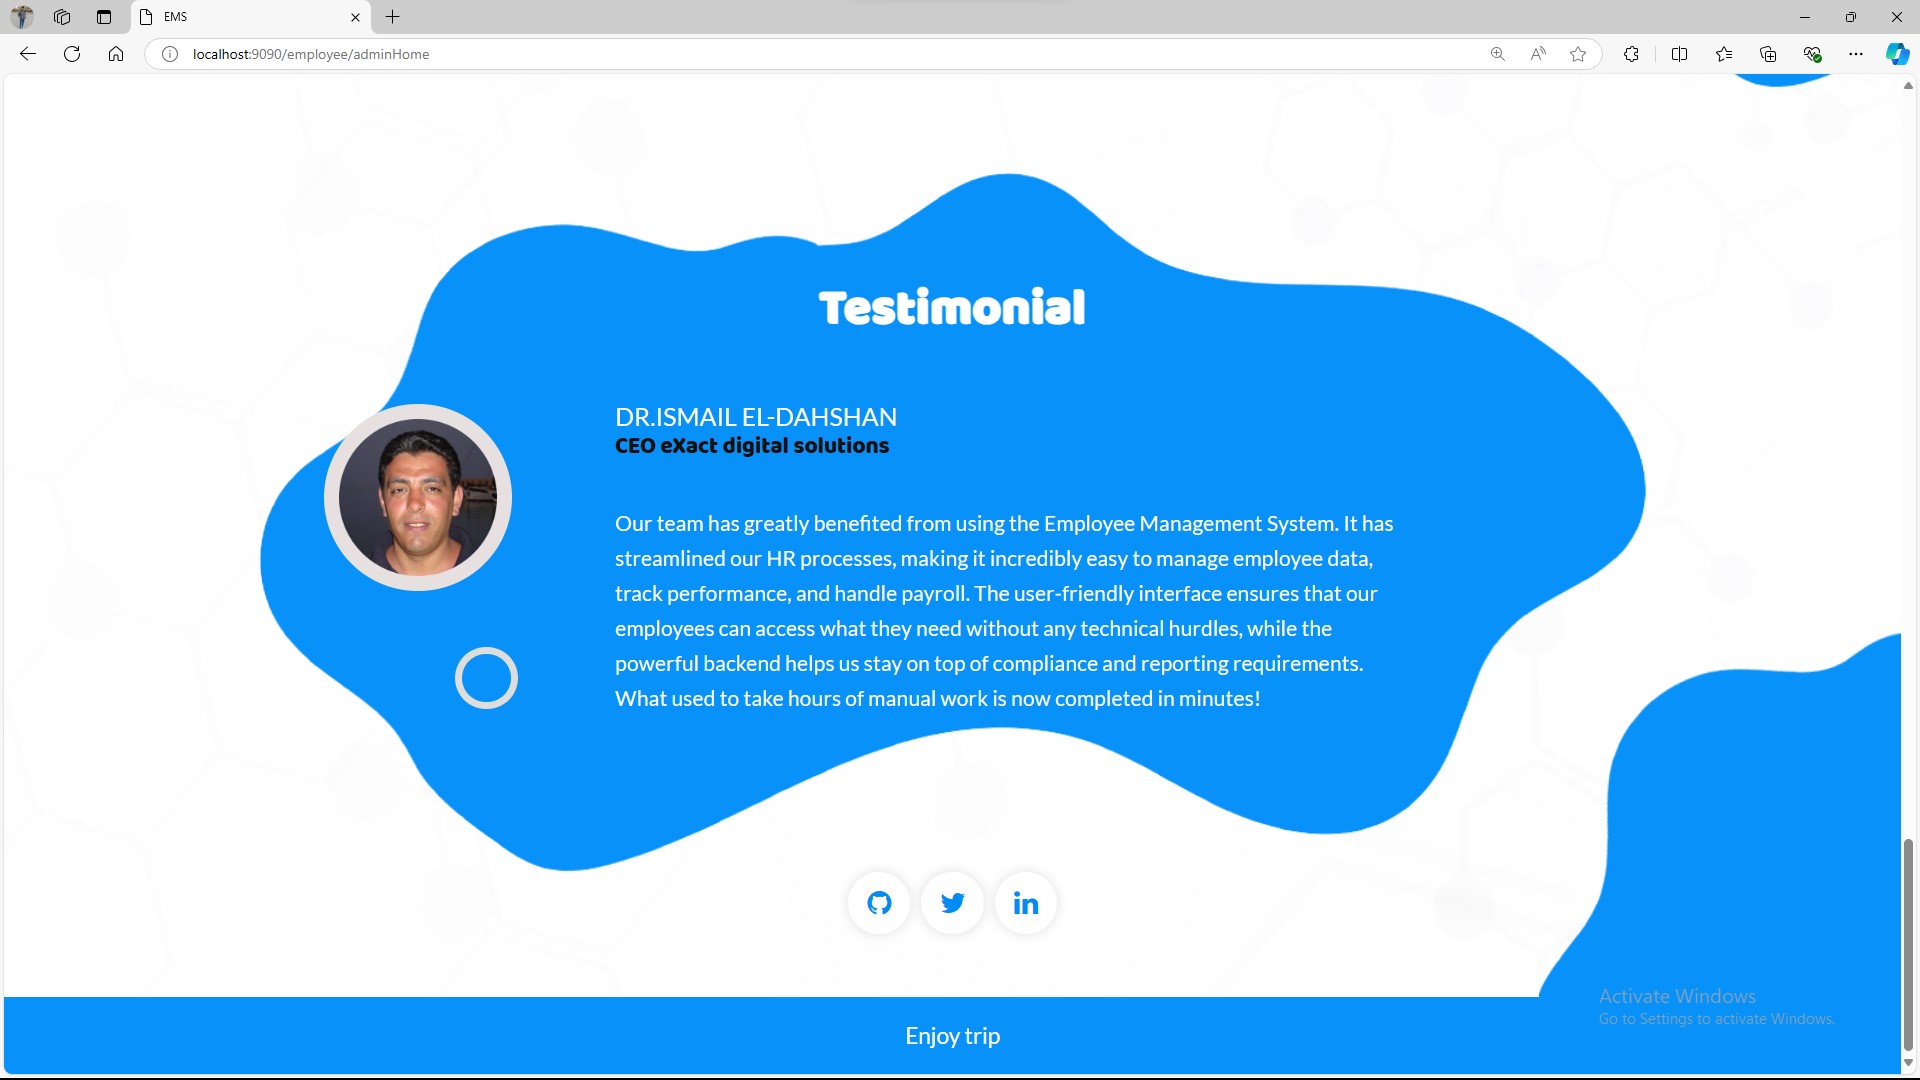 EMS
localhost:9090/employee/adminHome
Testimonial
DR.ISMAIL EL-DAHSHAN
CEO eXact digital solutions
Our team has greatly benefited from using the Employee Management System. It has
streamlined our HR processes, making it incredibly easy to manage employee data,
track performance, and handle payroll. The user-friendly interface ensures that our
employees can access what they need without any technical hurdles, while the
powerful backend helps us stay on top of compliance and reporting requirements.
What used to take hours of manual work is now completed in minutes!
in
Activate Windows
Go to Settings to activate Windows.
Enjoy trip